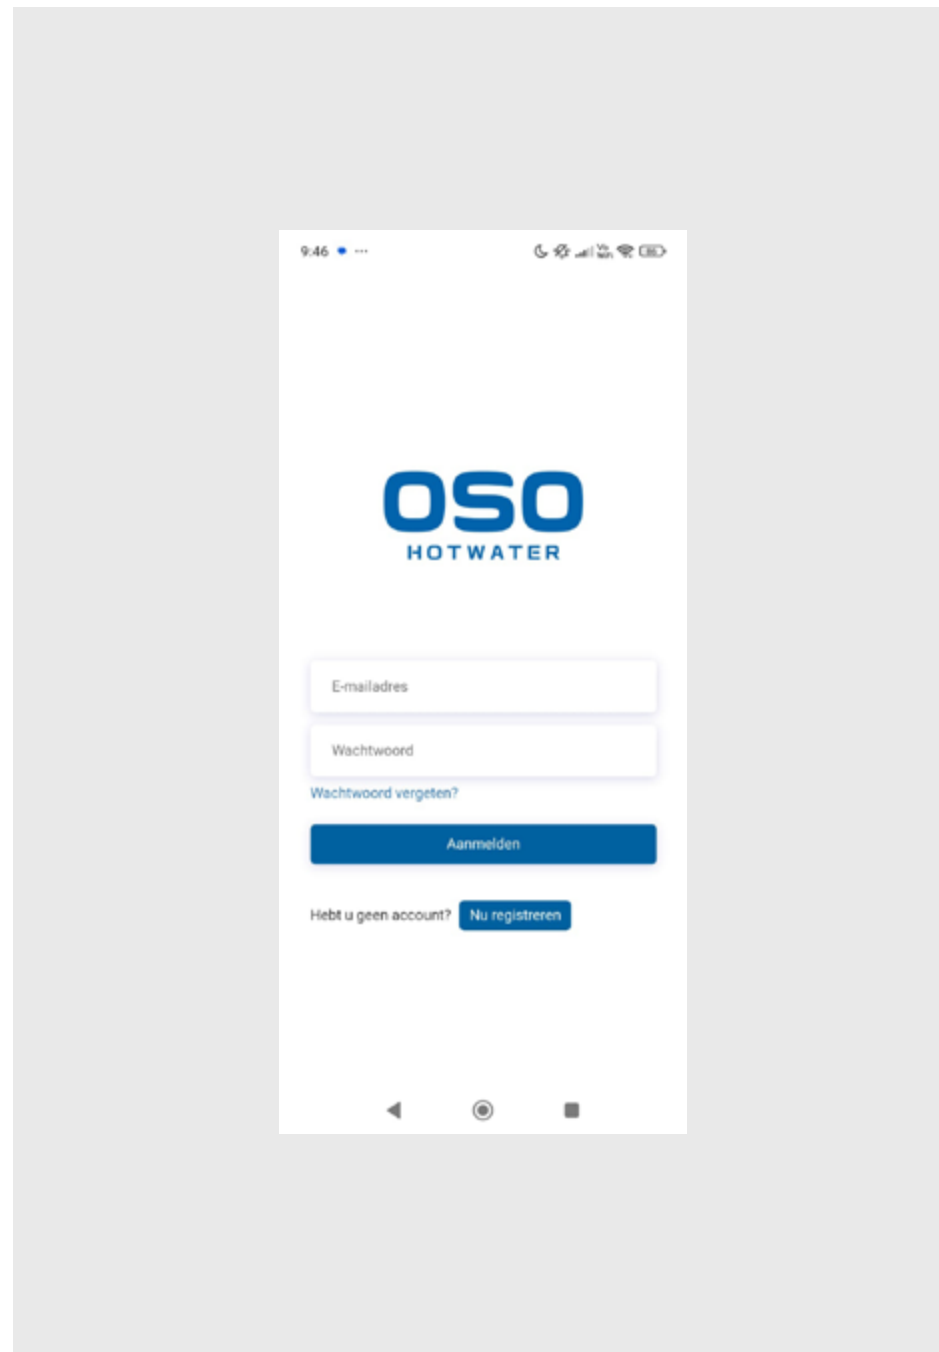 9:46
OSO
HOTWATER
E-mailadres
Wachtwoord
Wachtwoord vergeten?
Aanmelden
Hebt u geen account? Nu registreren